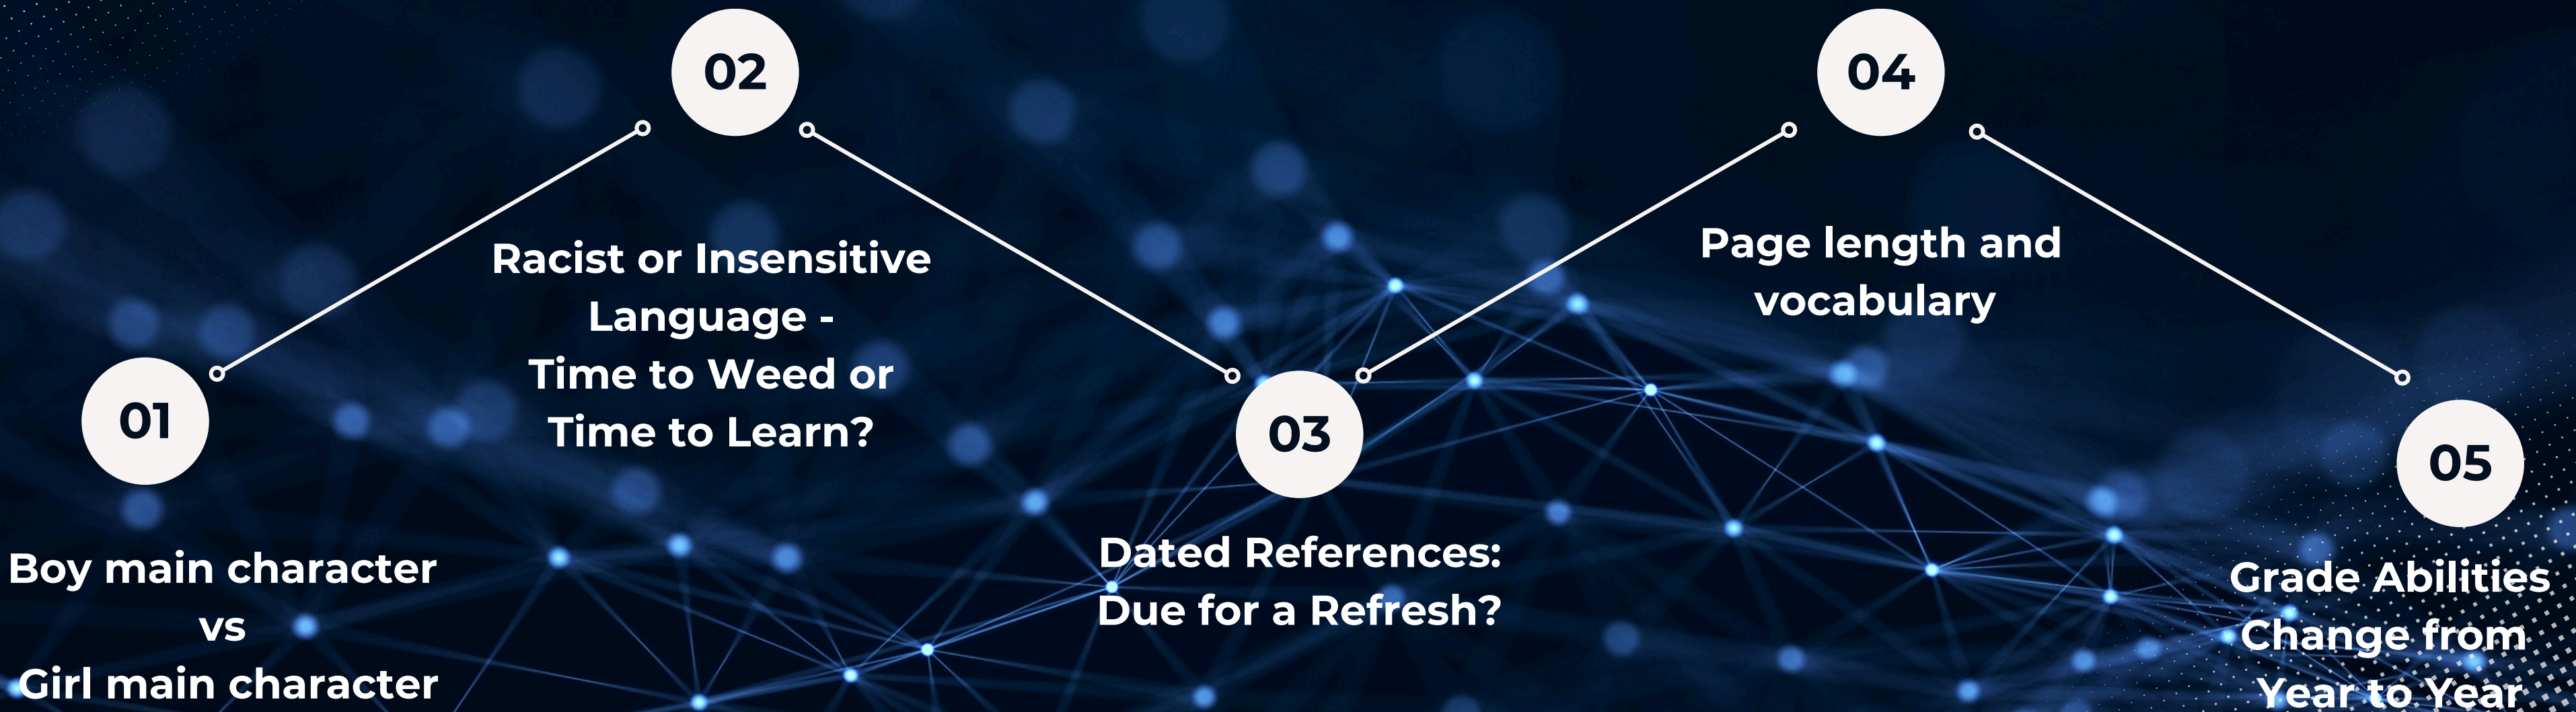 01
Boy main character
vs
Girl main character
02
Racist or Insensitive
Language -
Time to Weed or
Time to Learn?
03
Dated References:
Due for a Refresh?
04
Page length and
vocabulary
05
Grade Abilities
Change from
Year to Year